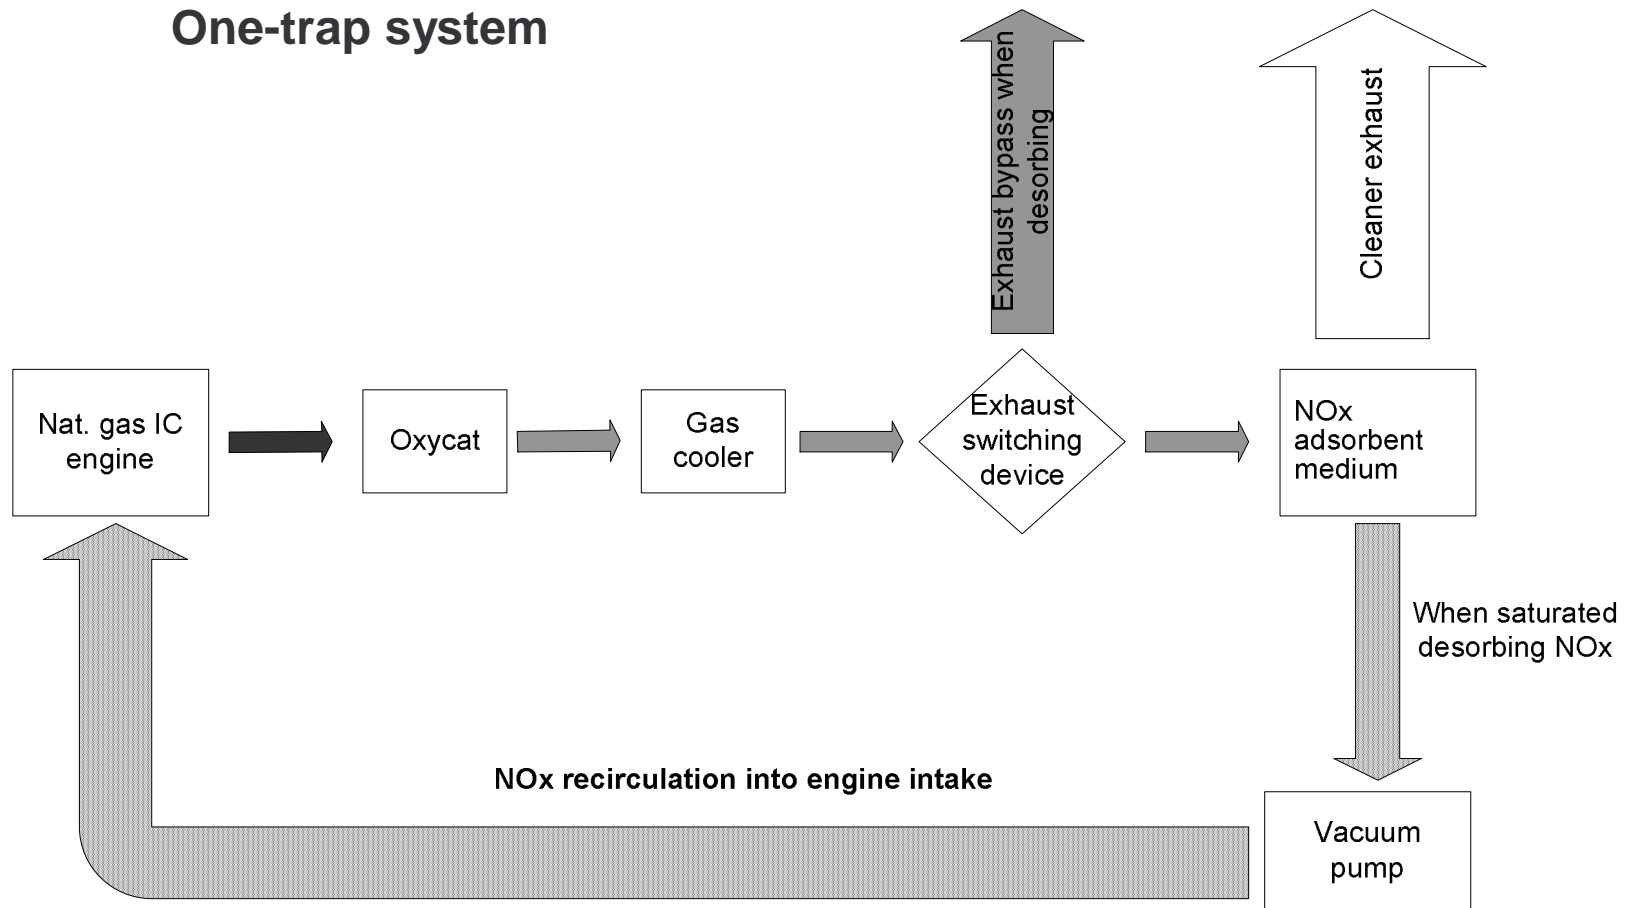 One-trap system
Exhaust bypass when
desorbing
Cleaner exhaust
Nat. gas IC
engine
Oxycat
Gas
cooler
Exhaust
switching
device
NOx
adsorbent
medium
When saturated
desorbing NOx
NOx recirculation into engine intake
Vacuum
pump